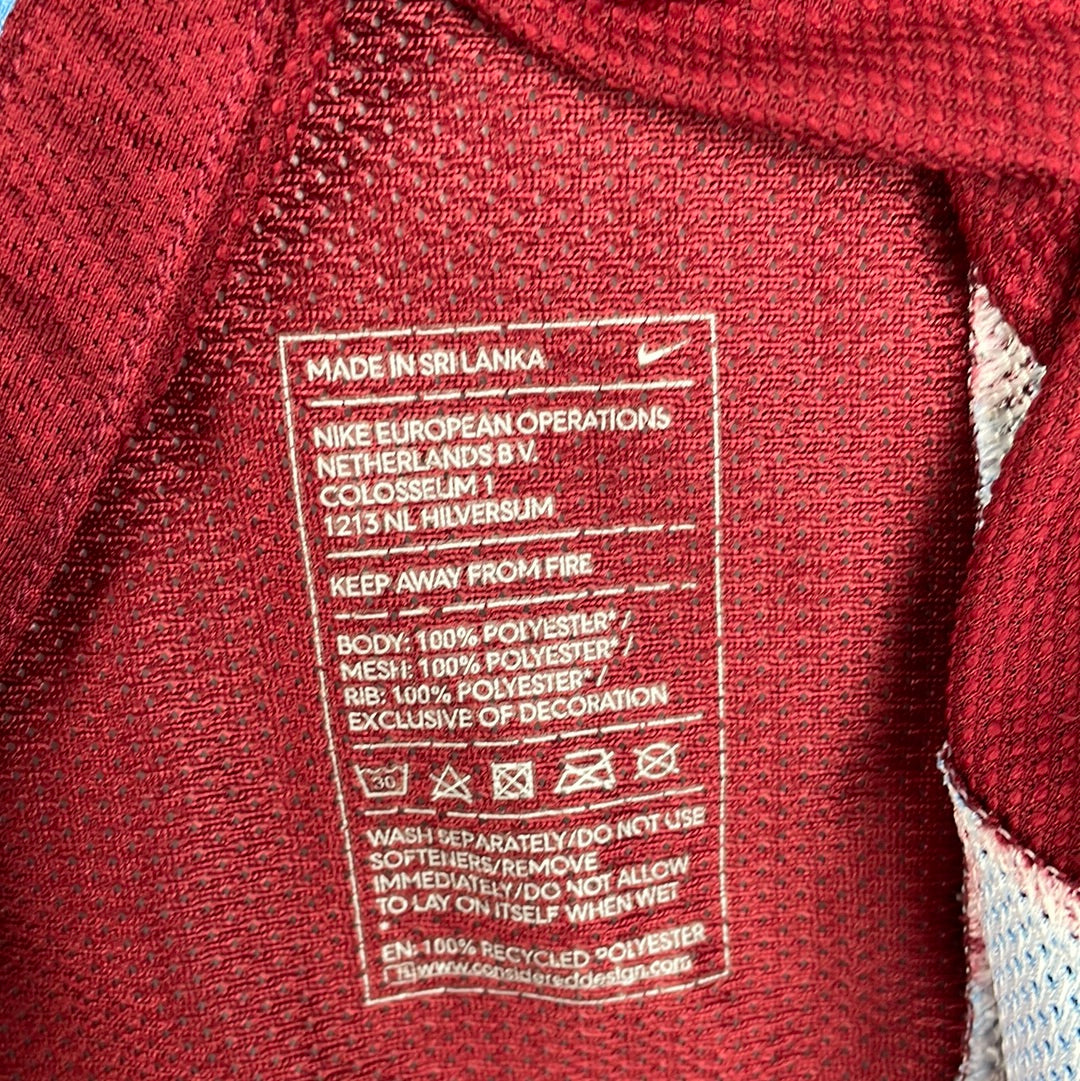 MADE IN SRI LANKA
NIKE EUROPEAN OPERATIONS
NETHERLANDS B.V.
COLOSSEUM 1
1213 NL HILVERSUM
KEEP AWAY FROM FIRE
BODY: 100% POLYESTER* /
MESH: 100% POLYESTER* /
RIB: 100% POLYESTER* /
EXCLUSIVE OF DECORATION
30
WASH SEPARATELY/DO NOT USE
SOFTENERS/REMOVE
IMMEDIATELY/DO NOT ALLOW
TO LAY ON ITSELF WHEN WET
*
EN: 100% RECYCLED POLYESTER
www.considereddesign.com